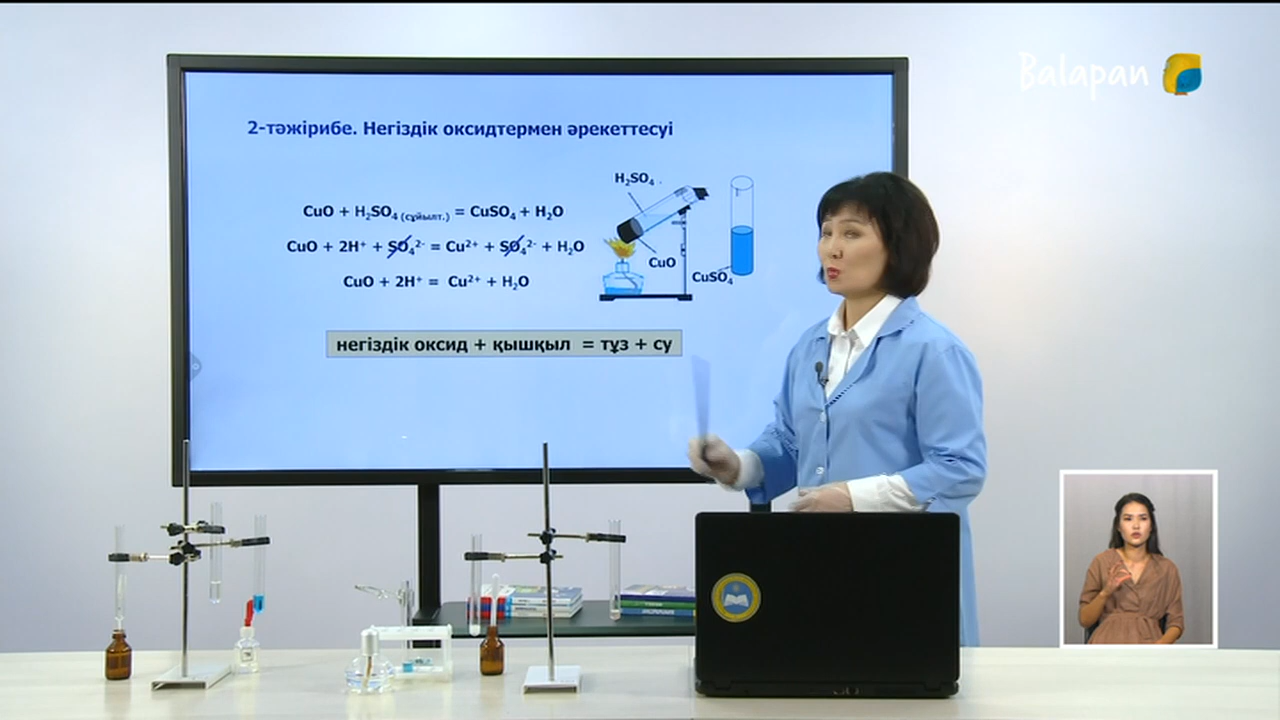 Balapan
2-тәжірибе. Негіздік оксидтермен әрекеттесуі
CuO + H₂SO₄ (сұйылт.) = CuSO₄ + H₂O
CuO + 2H⁺ + SO₄²⁻ = Cu²⁺ + SO₄²⁻ + H₂O
CuO + 2H⁺ = Cu²⁺ + H₂O
H₂SO₄
CuO
CuSO₄
негіздік оксид + қышқыл = тұз + су